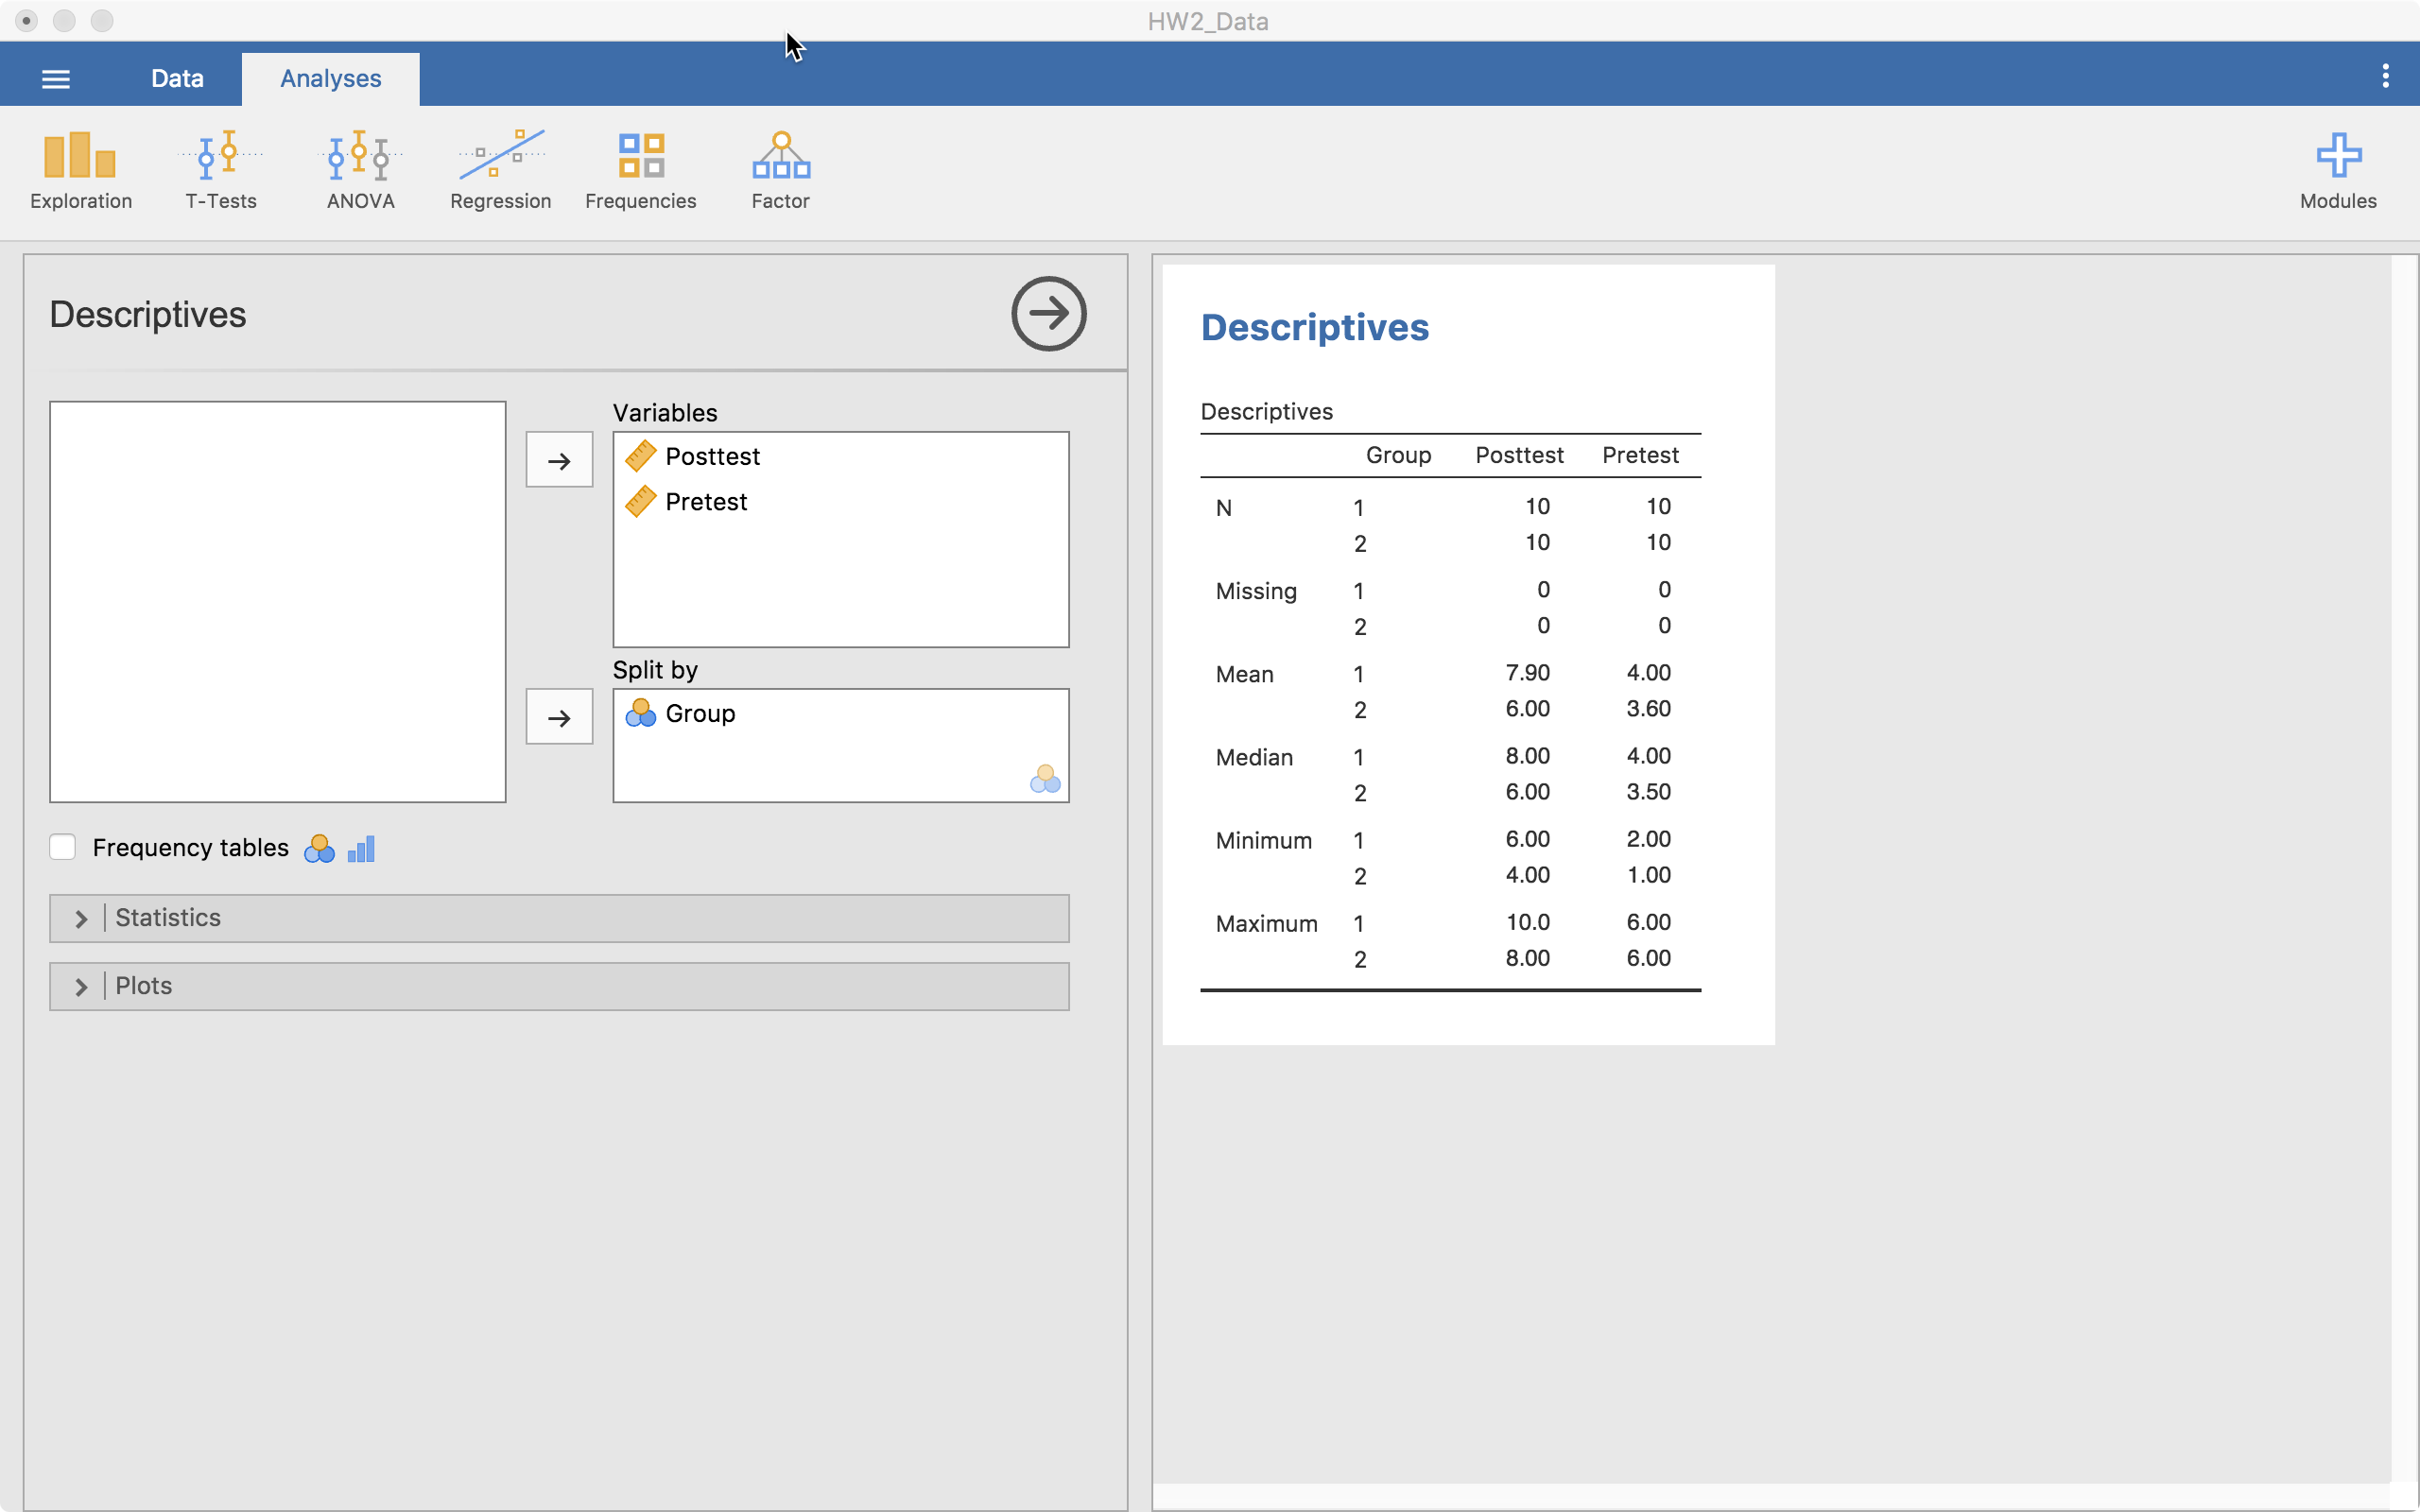 HW2_Data
Data Analyses
Exploration T-Tests ANOVA Regression Frequencies Factor Modules
Descriptives
Variables
Posttest
Pretest
Split by
Group
Frequency tables
Statistics
Plots
Descriptives
Descriptives
Group Posttest Pretest
N 1 10 10
2 10 10
Missing 1 0 0
2 0 0
Mean 1 7.90 4.00
2 6.00 3.60
Median 1 8.00 4.00
2 6.00 3.50
Minimum 1 6.00 2.00
2 4.00 1.00
Maximum 1 10.0 6.00
2 8.00 6.00